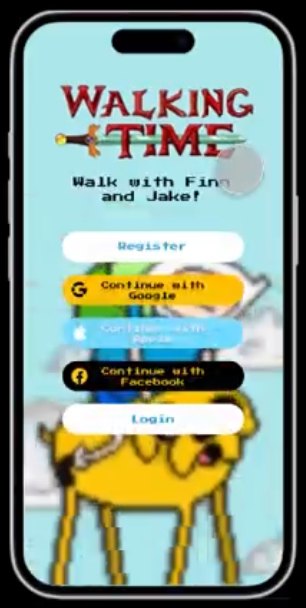 WALKING
TIME
Walk with Finn
and Jake!
Register
Continue with
Google
Continue with
Apple
Continue with
Facebook
Login